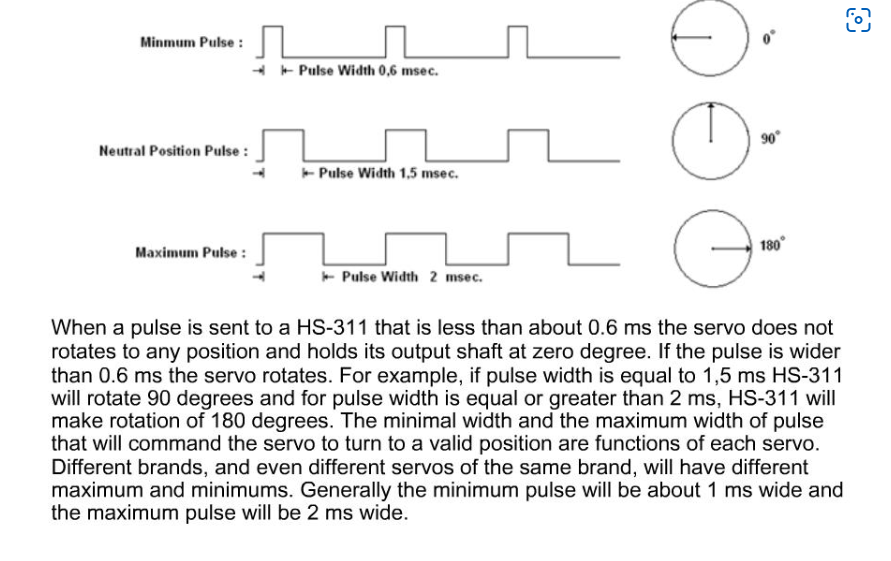 Minmum Pulse :
Pulse Width 0,6 msec.
0°
Neutral Position Pulse :
Pulse Width 1,5 msec.
90°
Maximum Pulse :
Pulse Width 2 msec.
180°
When a pulse is sent to a HS-311 that is less than about 0.6 ms the servo does not
rotates to any position and holds its output shaft at zero degree. If the pulse is wider
than 0.6 ms the servo rotates. For example, if pulse width is equal to 1,5 ms HS-311
will rotate 90 degrees and for pulse width is equal or greater than 2 ms, HS-311 will
make rotation of 180 degrees. The minimal width and the maximum width of pulse
that will command the servo to turn to a valid position are functions of each servo.
Different brands, and even different servos of the same brand, will have different
maximum and minimums. Generally the minimum pulse will be about 1 ms wide and
the maximum pulse will be 2 ms wide.